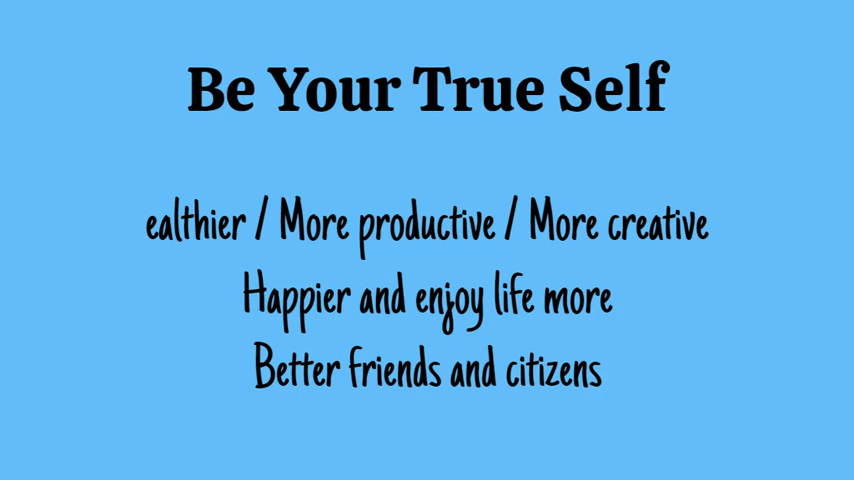 Be Your True Self
ealthier / More productive / More creative
Happier and enjoy life more
Better friends and citizens